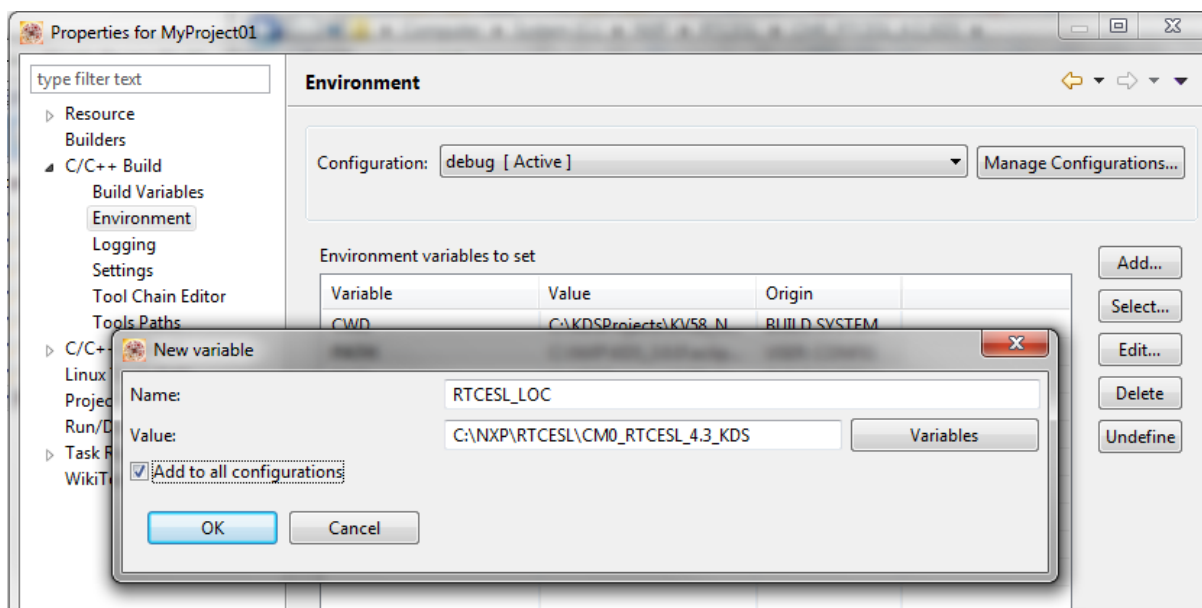 Properties for MyProject01
type filter text
Resource
Builders
C/C++ Build
Build Variables
Environment
Logging
Settings
Tool Chain Editor
Tools Paths
C/C+
Linux
Projec
Run/D
Task R
WikiTe
Environment
Configuration: debug [ Active ] Manage Configurations...
Environment variables to set
Variable Value Origin
CWD C:\KDSProjects\KV58_N... BUILD SYSTEM
Add...
Select...
Edit...
Delete
Undefine
New variable
Name: RTCESL_LOC
Value: C:\NXP\RTCESL\CM0_RTCESL_4.3_KDS Variables
Add to all configurations
OK Cancel